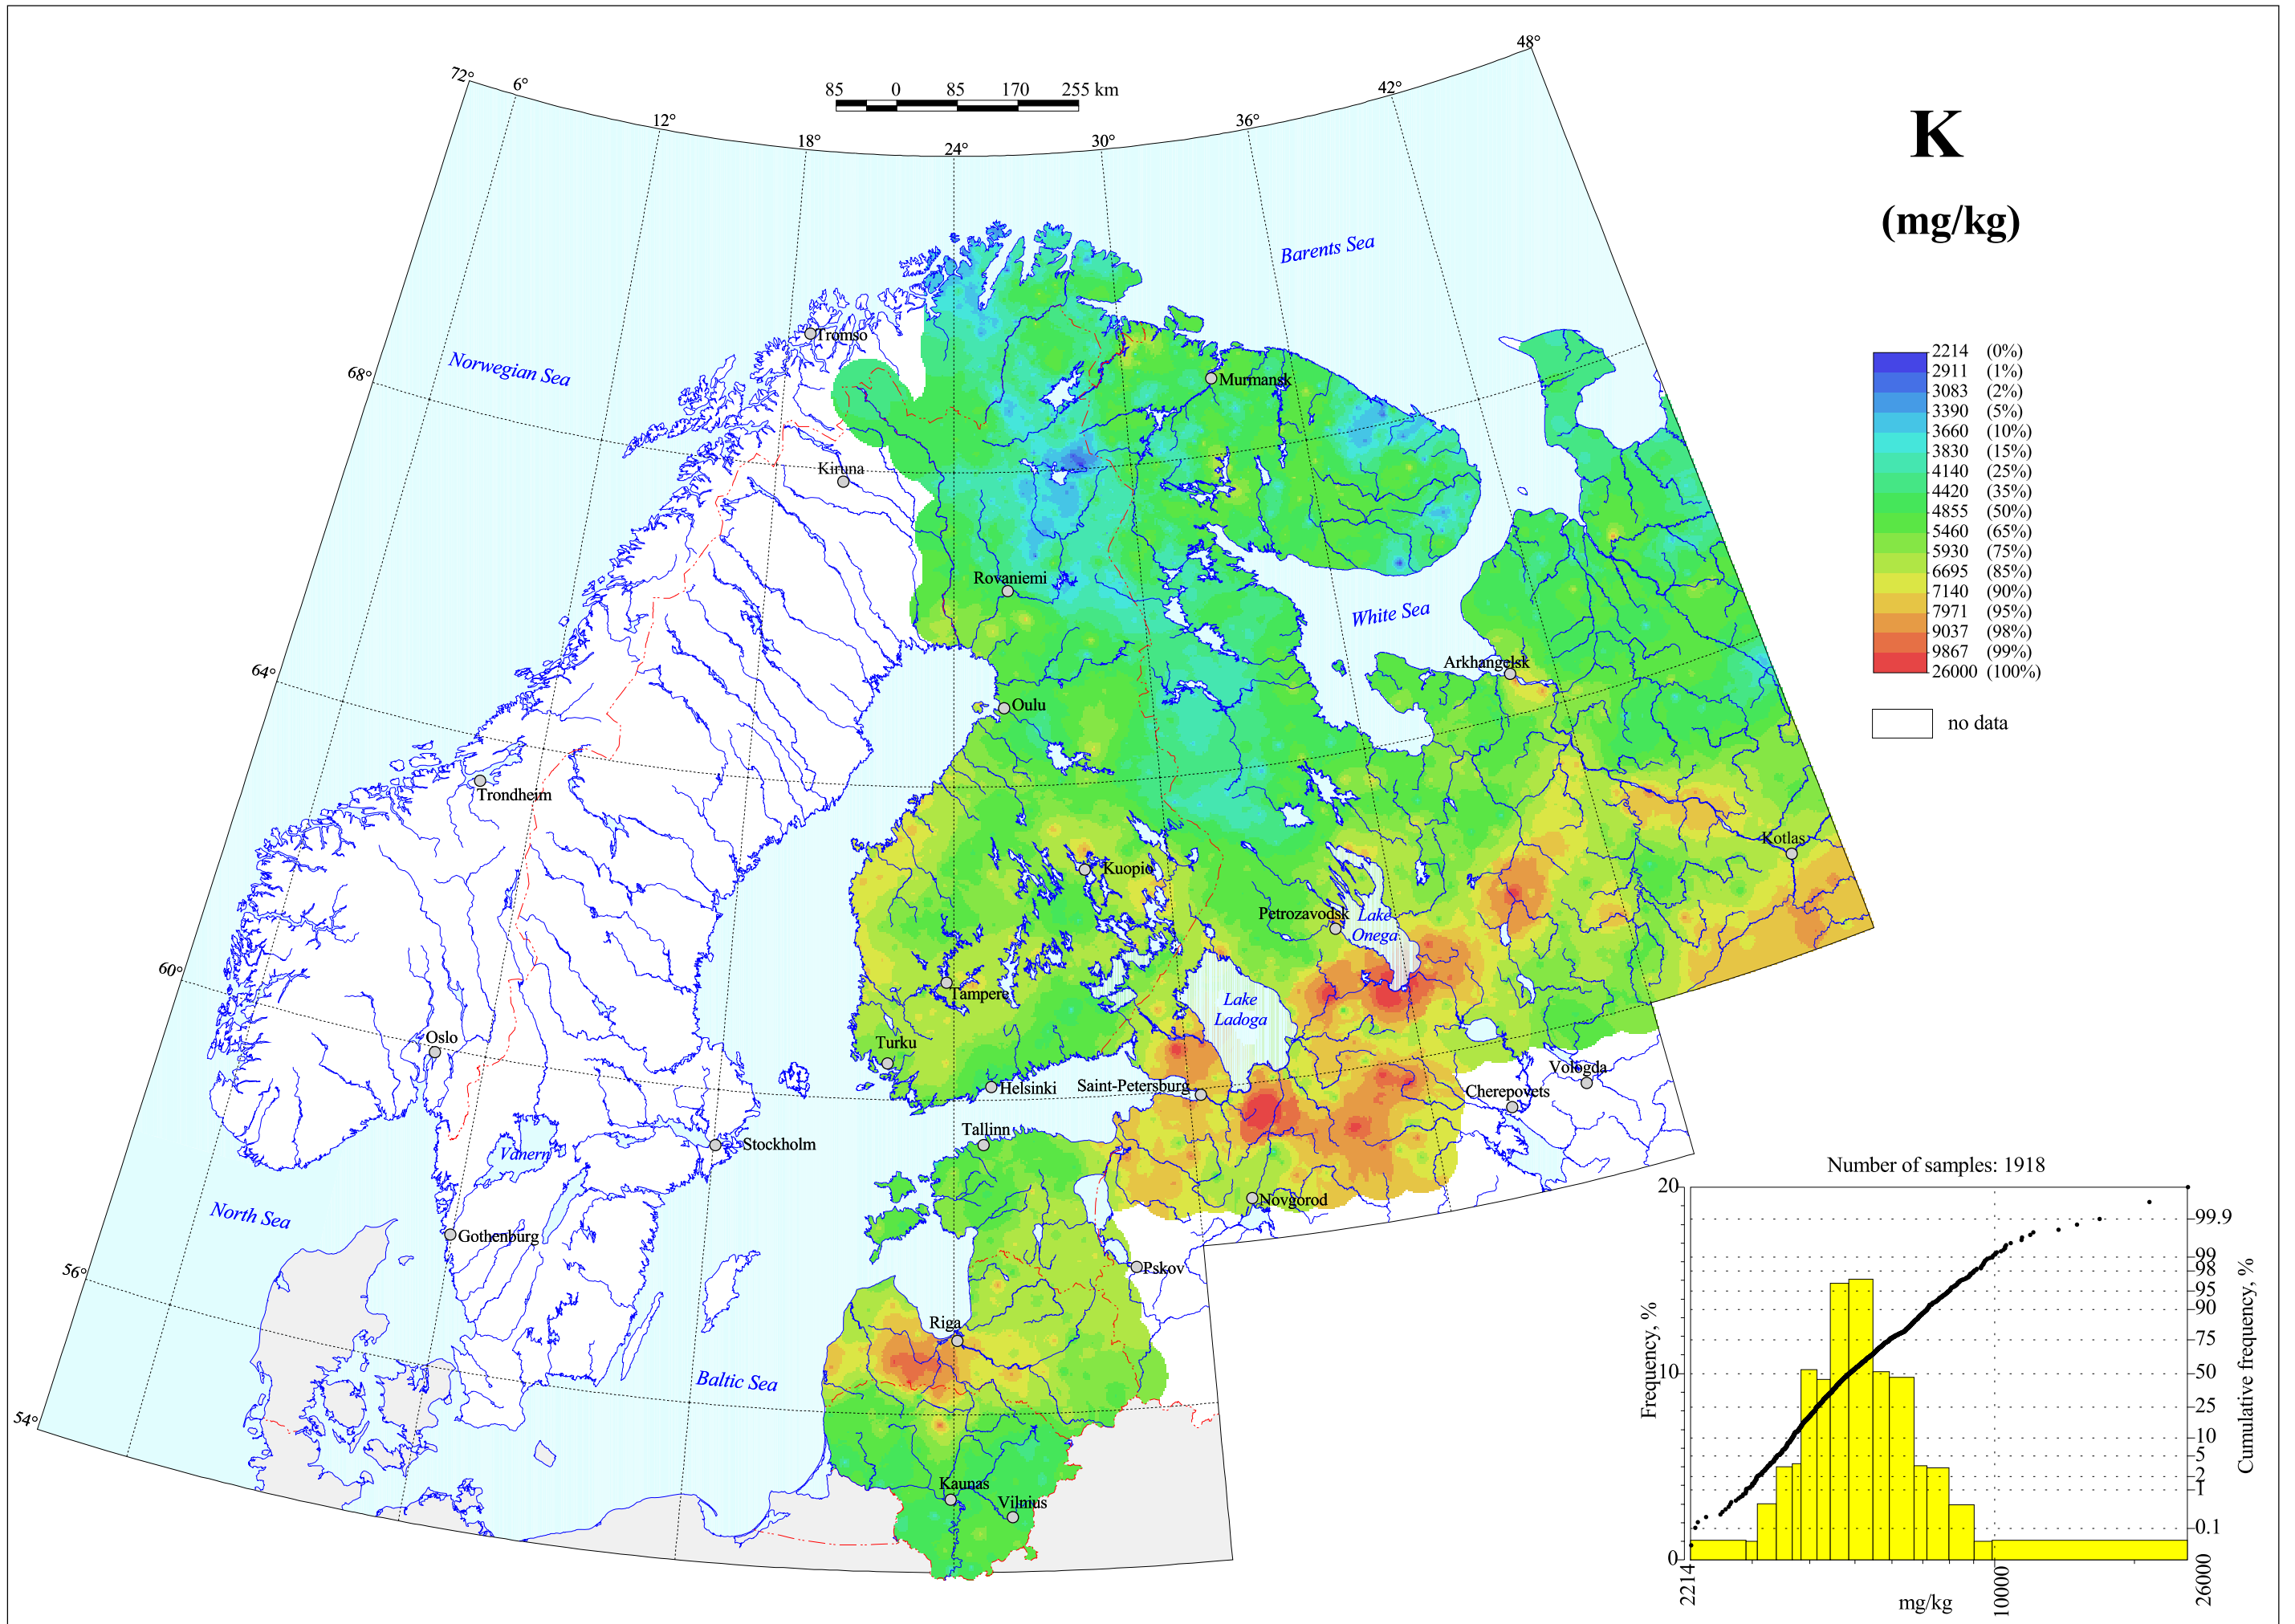 48°
72°
6°
42°
85 0 85 170 255 km
12°
36°
18°
30°
24°
K
(mg/kg)
Barents Sea
Norwegian Sea
Tromso
68°
Murmansk
Kiruna
2214 (0%)
2911 (1%)
3083 (2%)
3390 (5%)
3660 (10%)
3830 (15%)
4140 (25%)
4420 (35%)
4855 (50%)
5460 (65%)
5930 (75%)
6695 (85%)
7140 (90%)
7971 (95%)
9037 (98%)
9867 (99%)
26000 (100%)
no data
Rovaniemi
White Sea
Arkhangelsk
64°
Oulu
Trondheim
Kotlas
Kuopio
Petrozavodsk
Lake
Onega
60°
Tampere
Lake
Ladoga
Oslo
Turku
Helsinki
Saint-Petersburg
Vologda
Cherepovets
Tallinn
Stockholm
Vanern
Novgorod
North Sea
Gothenburg
Pskov
56°
Riga
Baltic Sea
54°
Kaunas
Vilnius
Number of samples: 1918
20
10
0
Frequency, %
99.9
99
98
95
90
75
50
25
10
5
2
1
0.1
Cumulative frequency, %
2214
10000
26000
mg/kg